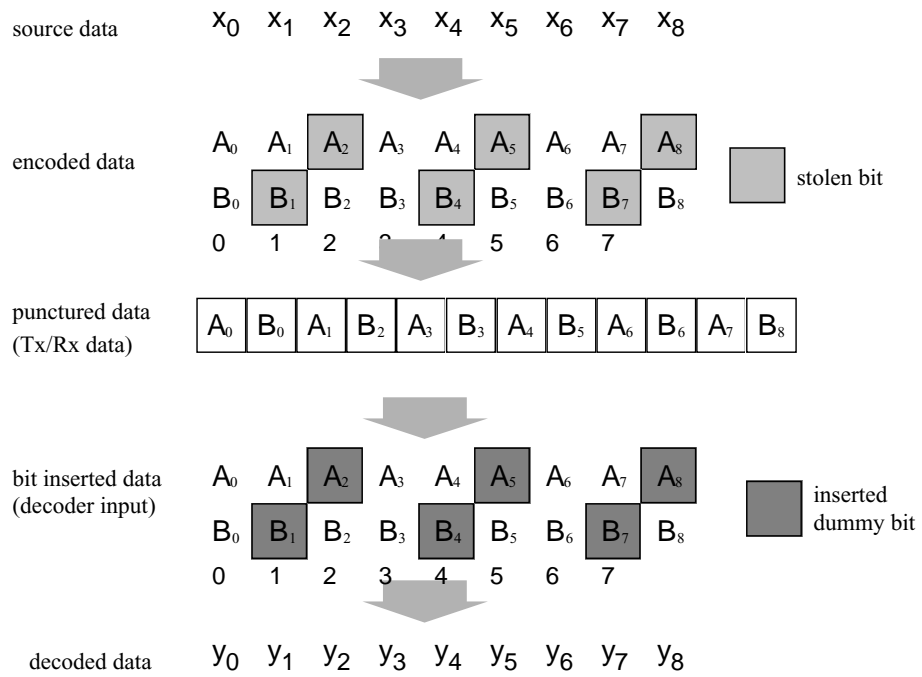 source data x₀ x₁ x₂ x₃ x₄ x₅ x₆ x₇ x₈
A₀ A₁ A₂ A₃ A₄ A₅ A₆ A₇ A₈
encoded data
stolen bit
B₀ B₁ B₂ B₃ B₄ B₅ B₆ B₇ B₈
0 1 2 3 4 5 6 7
punctured data
(Tx/Rx data)
A₀ B₀ A₁ B₂ A₃ B₃ A₄ B₅ A₆ B₆ A₇ B₈
bit inserted data
(decoder input)
A₀ A₁ A₂ A₃ A₄ A₅ A₆ A₇ A₈
inserted
dummy bit
B₀ B₁ B₂ B₃ B₄ B₅ B₆ B₇ B₈
0 1 2 3 4 5 6 7
decoded data y₀ y₁ y₂ y₃ y₄ y₅ y₆ y₇ y₈